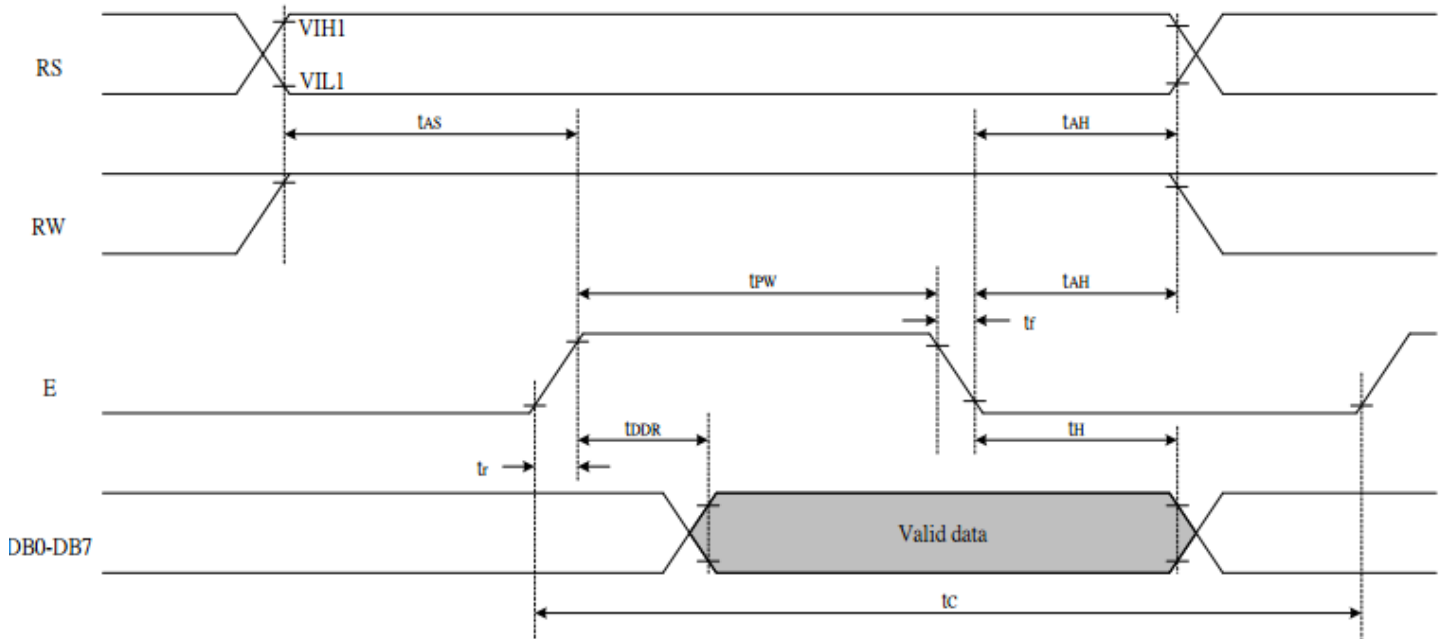 VIH1
RS
VIL1
tAS
tAH
RW
tPW
tAH
tf
E
tDDR
tH
tr
DB0-DB7
Valid data
tC